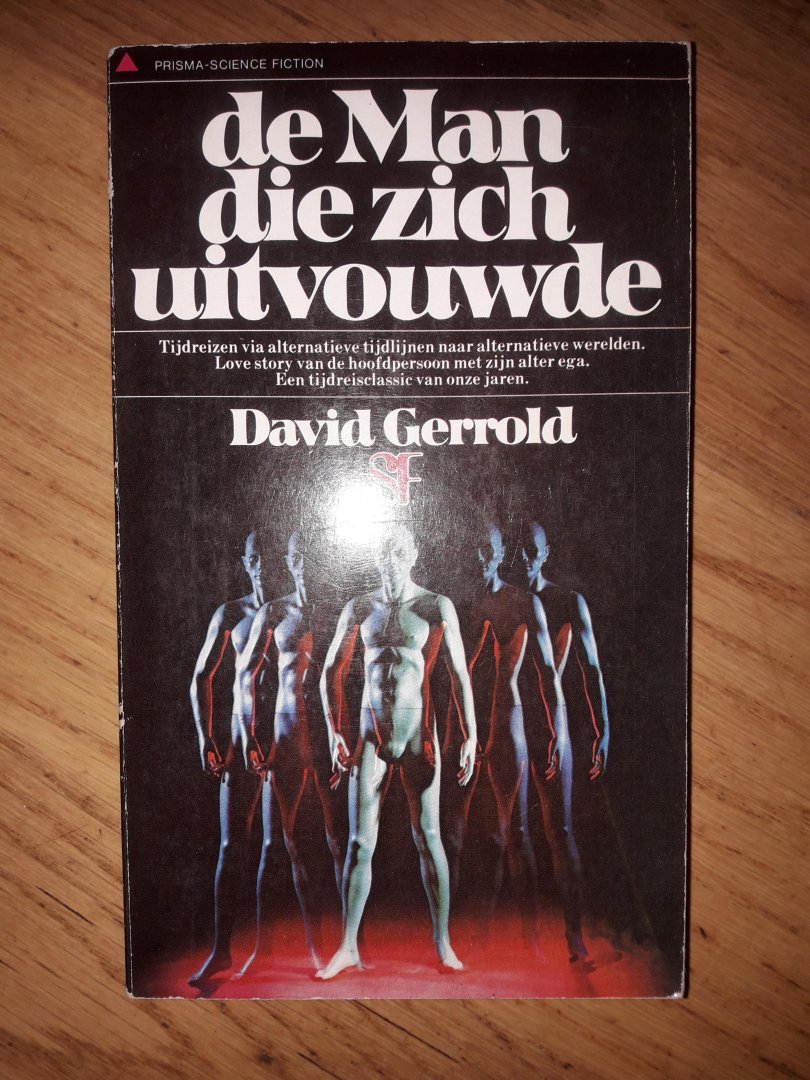 PRISMA-SCIENCE FICTION
de Man
die zich
uitvouwde
Tijdreizen via alternatieve tijdlijnen naar alternatieve werelden.
Love story van de hoofdpersoon met zijn alter ega.
Een tijdreisclassic van onze jaren.
David Gerrold
SF